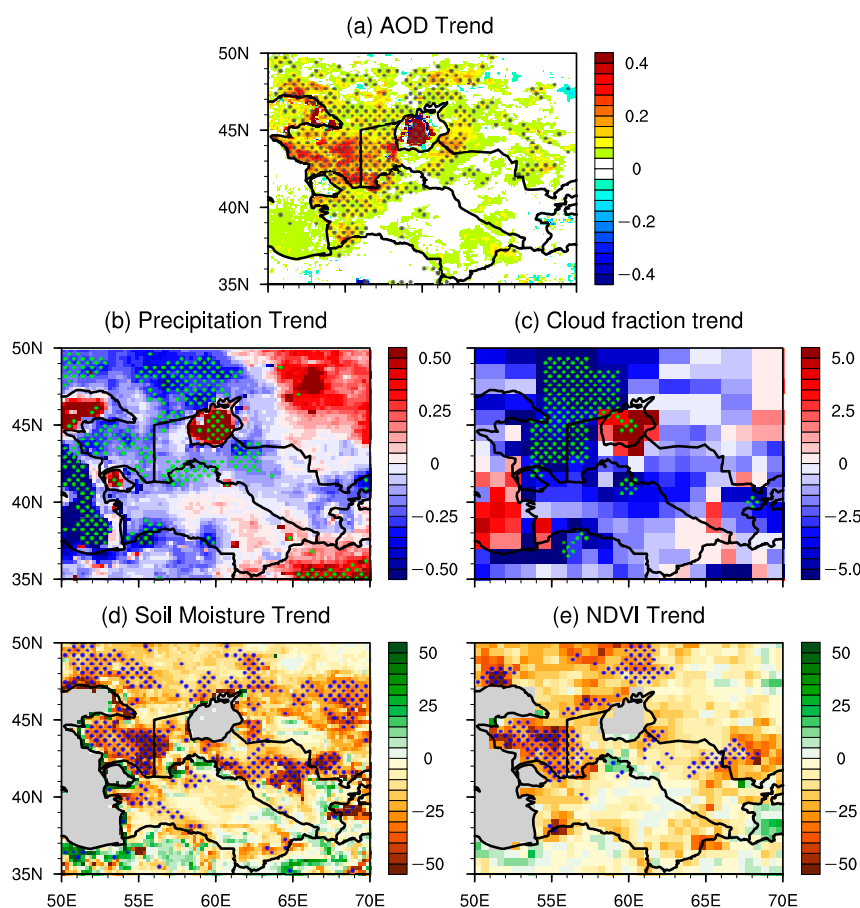 (a) AOD Trend
50N
45N
40N
35N
0.4
0.2
0
−0.2
−0.4
(b) Precipitation Trend
50N
45N
40N
35N
0.50
0.25
0
−0.25
−0.50
(c) Cloud fraction trend
5.0
2.5
0
−2.5
−5.0
(d) Soil Moisture Trend
50N
45N
40N
35N
50E
55E
60E
65E
70E
50
25
0
−25
−50
(e) NDVI Trend
50E
55E
60E
65E
70E
50
25
0
−25
−50